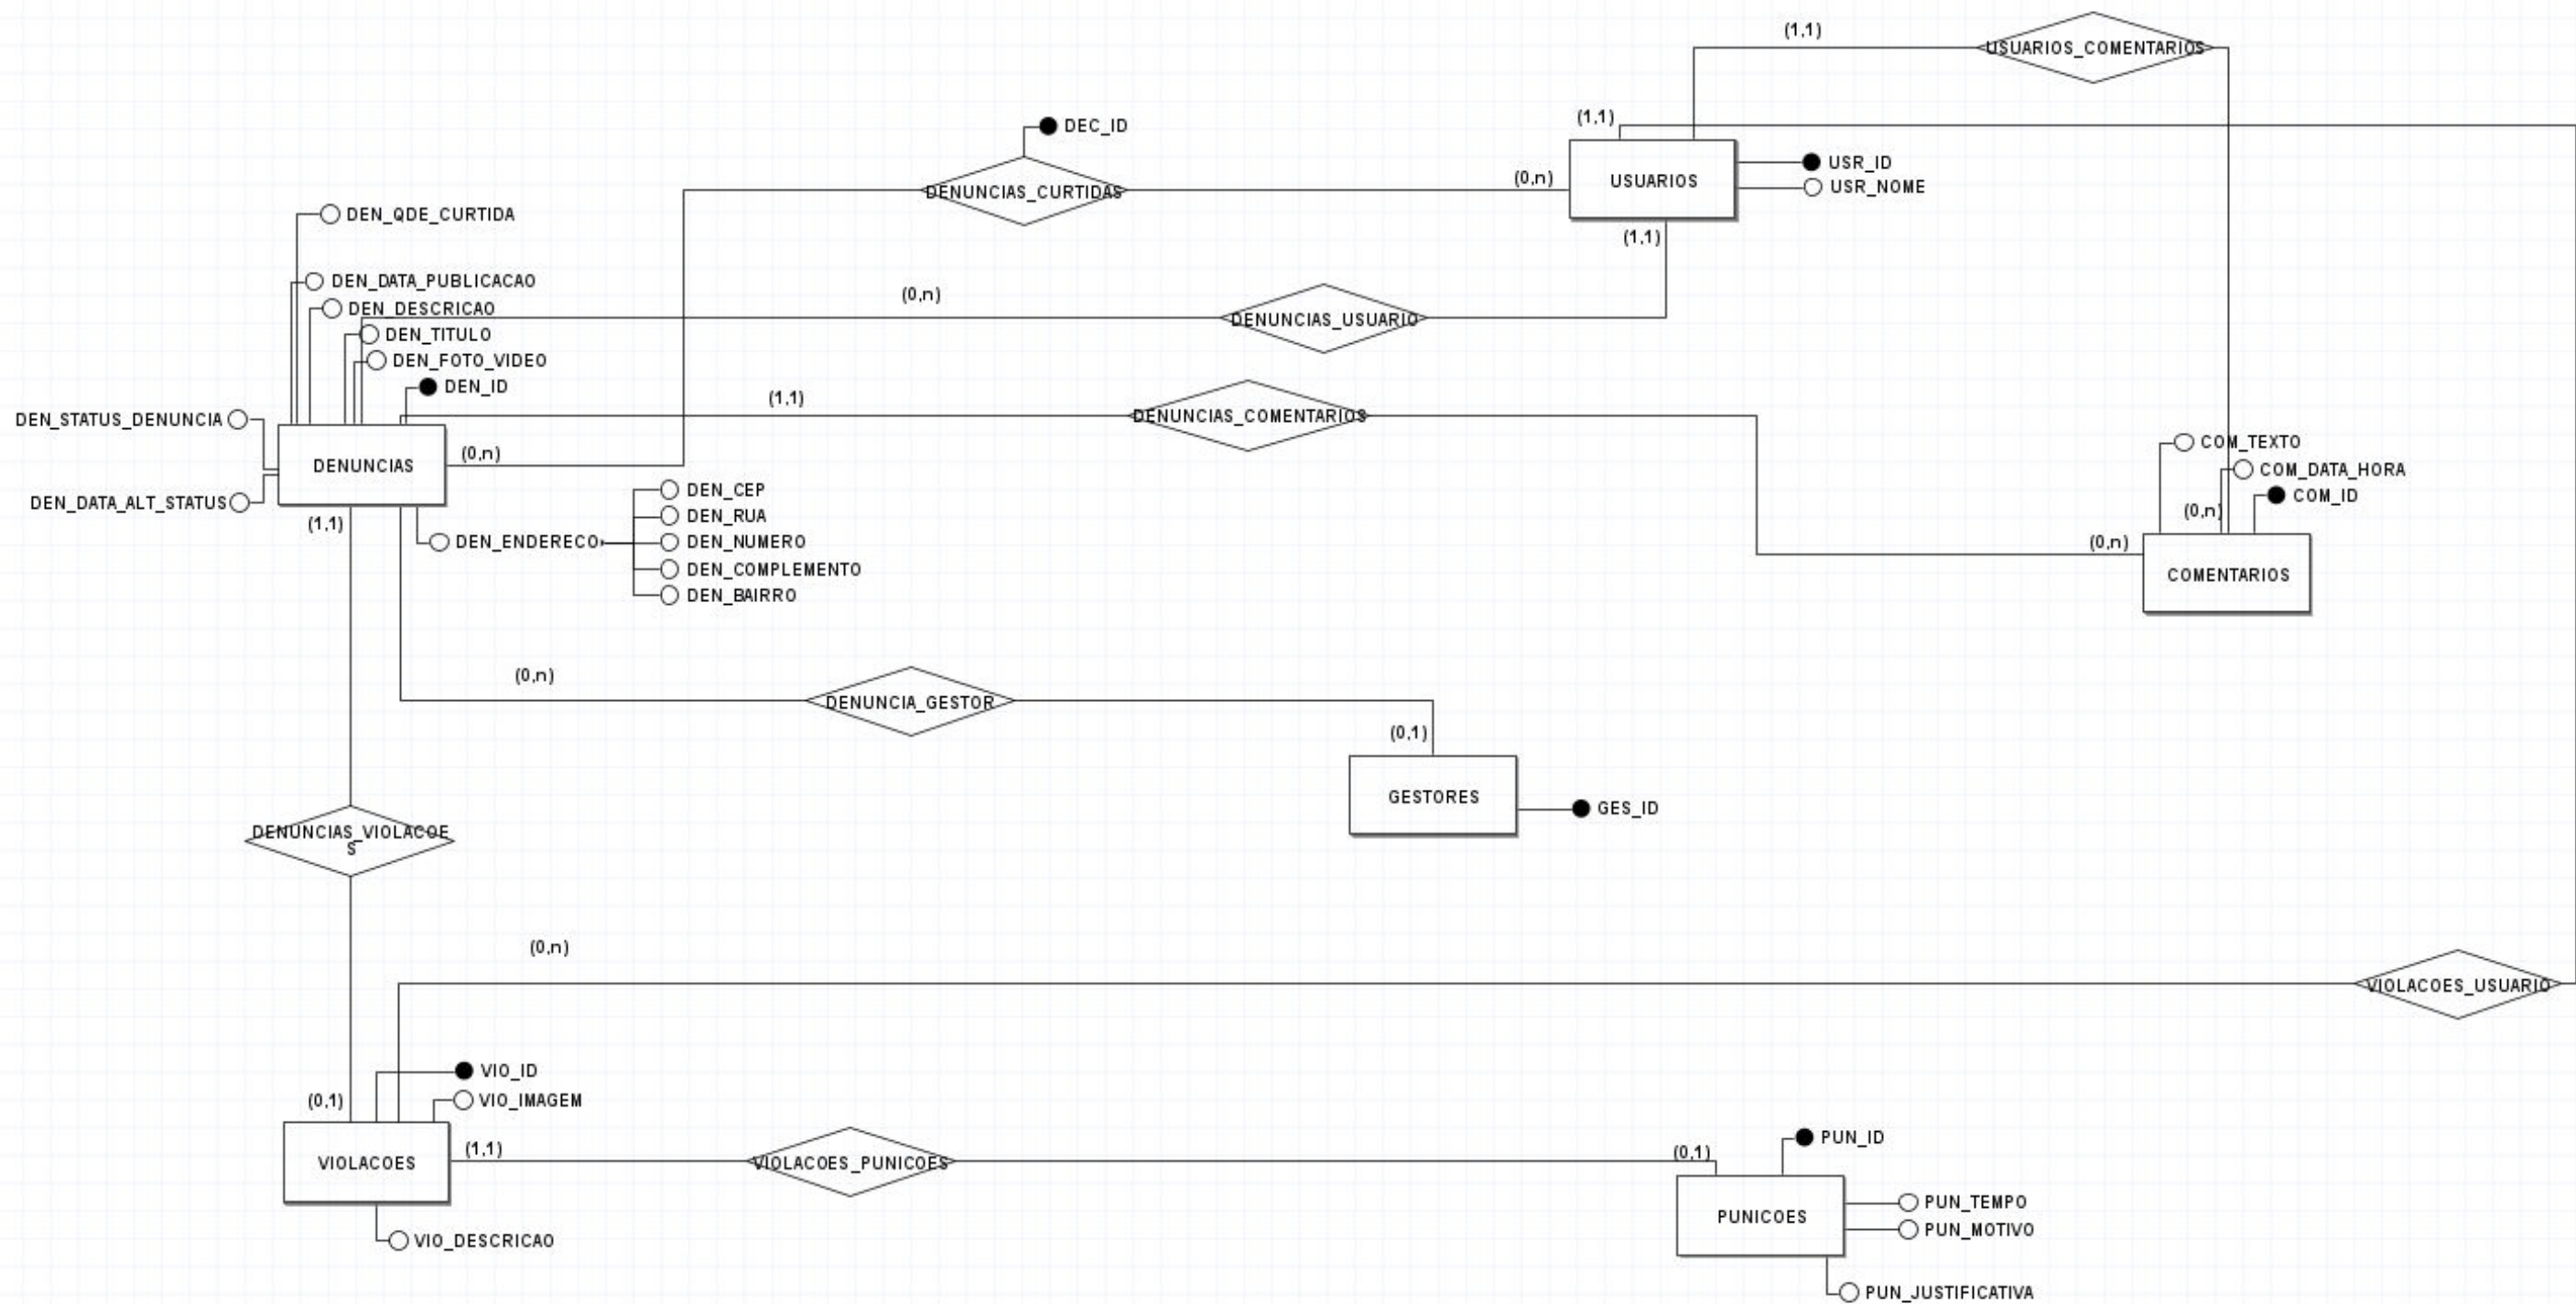 (1,1)
USUARIOS_COMENTARIOS
(1,1)
DEC_ID
DENUNCIAS_CURTIDAS
(0,n)
USUARIOS
USR_ID
USR_NOME
DEN_QDE_CURTIDA
(1,1)
DEN_DATA_PUBLICACAO
(0,n)
DEN_DESCRICAO
DENUNCIAS_USUARIO
DEN_TITULO
DEN_FOTO_VIDEO
DEN_ID
(1,1)
DENUNCIAS_COMENTARIOS
DEN_STATUS_DENUNCIA
DENUNCIAS
(0,n)
DEN_DATA_ALT_STATUS
(1,1)
COM_TEXTO
COM_DATA_HORA
COM_ID
(0,n)
(0,n)
COMENTARIOS
DEN_ENDERECO
DEN_CEP
DEN_RUA
DEN_NUMERO
DEN_COMPLEMENTO
DEN_BAIRRO
(0,n)
DENUNCIA_GESTOR
(0,1)
GESTORES
GES_ID
DENUNCIAS_VIOLACOE
S
(0,n)
VIOLACOES_USUARIO
VIO_ID
VIO_IMAGEM
(0,1)
VIOLACOES
(1,1)
VIOLACOES_PUNICOES
(0,1)
PUN_ID
PUNICOES
PUN_TEMPO
PUN_MOTIVO
VIO_DESCRICAO
PUN_JUSTIFICATIVA